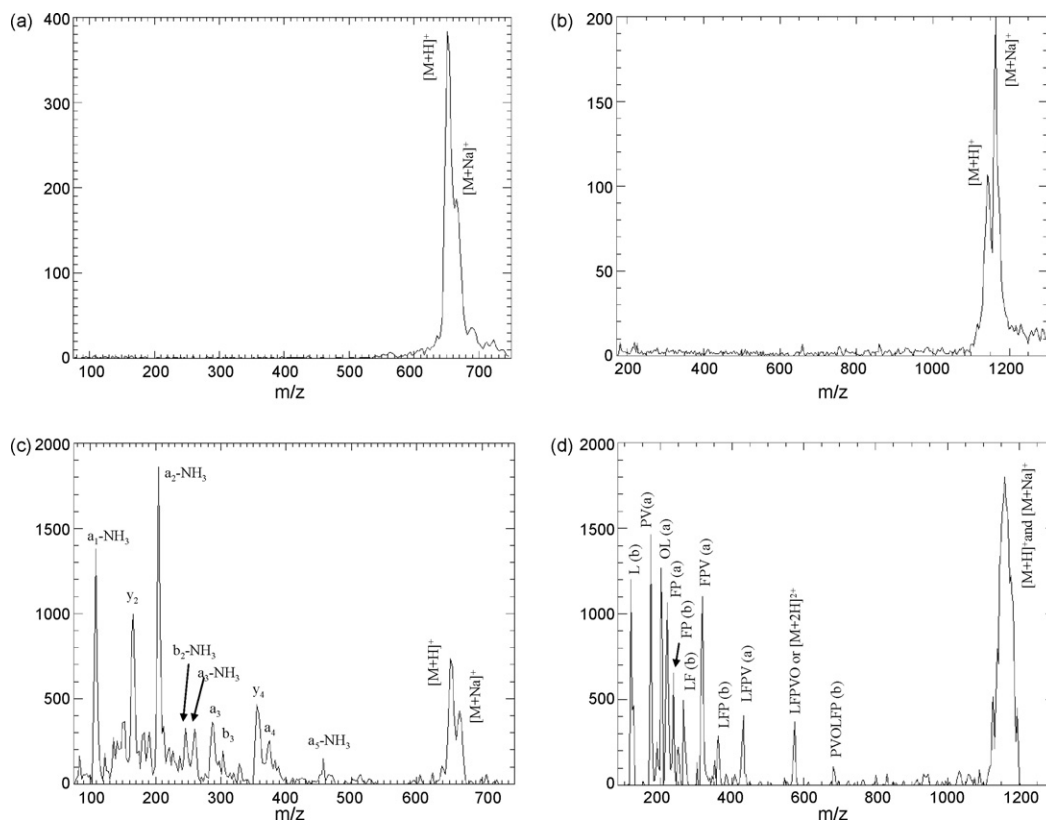 (a)
400
300
200
100
0
[M+H]⁺
[M+Na]⁺
100 200 300 400 500 600 700
m/z
(b)
200
150
100
50
0
[M+H]⁺
[M+Na]⁺
200 400 600 800 1000 1200
m/z
(c)
2000
1500
1000
500
0
a₁-NH₃
y₂
a₂-NH₃
b₂-NH₃
a₃-NH₃
a₃
b₃
y₄
a₄
a₅-NH₃
[M+H]⁺
[M+Na]⁺
100 200 300 400 500 600 700
m/z
(d)
2000
1500
1000
500
0
L (b)
PV(a)
OL (a)
FP (a)
FP (b)
LF (b)
FPV (a)
LFP (b)
LFPV (a)
LFPVO or [M+2H]²⁺
PVOLFP (b)
[M+H]⁺and [M+Na]⁺
200 400 600 800 1000 1200
m/z